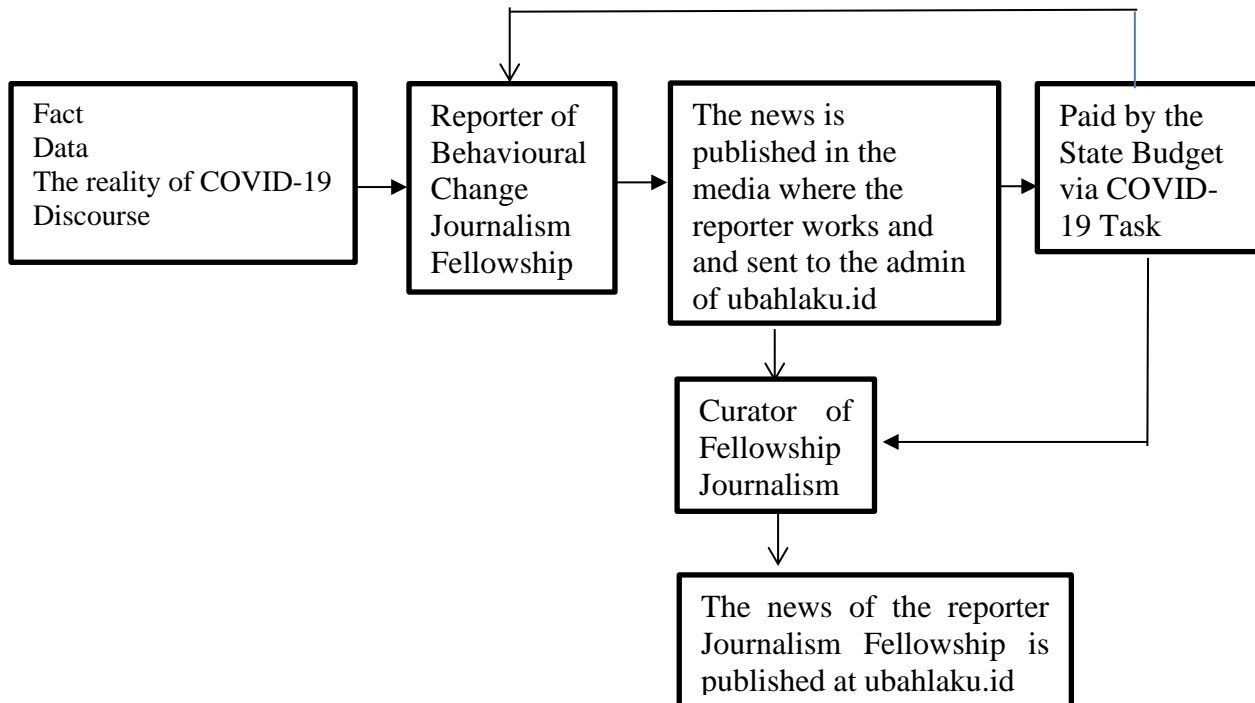 Fact
Data
The reality of COVID-19
Discourse
Reporter of
Behavioural
Change
Journalism
Fellowship
The news is
published in the
media where the
reporter works and
and sent to the admin
of ubahlaku.id
Paid by the
State Budget
via COVID-
19 Task
Curator of
Fellowship
Journalism
The news of the reporter
Journalism Fellowship is
published at ubahlaku.id